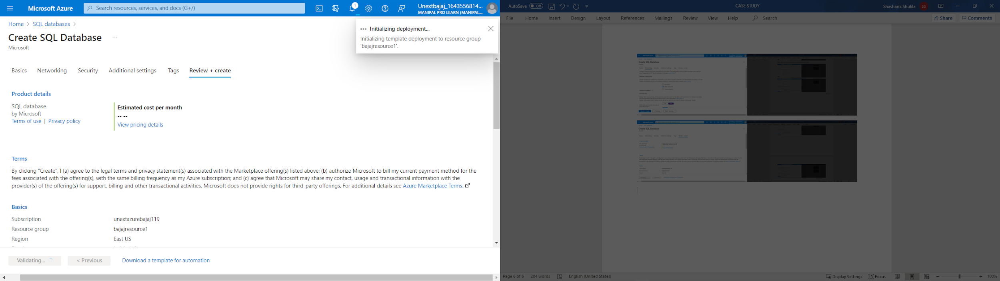 Microsoft Azure
Search resources, services, and docs (G+/)
1
Unextbajaj_1643556814...
MANIPAL PRO LEARN (MANIPAL...
Home > SQL databases >
Create SQL Database ...
Microsoft
Initializing deployment...
Initializing template deployment to resource group
'bajajresource1'.
Basics Networking Security Additional settings Tags Review + create
Product details
SQL database
by Microsoft
Terms of use | Privacy policy
Estimated cost per month
-- --
View pricing details
Terms
By clicking "Create", I (a) agree to the legal terms and privacy statement(s) associated with the Marketplace offering(s) listed above; (b) authorize Microsoft to bill my current payment method for the
fees associated with the offering(s), with the same billing frequency as my Azure subscription; and (c) agree that Microsoft may share my contact, usage and transactional information with the
provider(s) of the offering(s) for support, billing and other transactional activities. Microsoft does not provide rights for third-party offerings. For additional details see Azure Marketplace Terms.
Basics
Subscription unextazurebajaj119
Resource group bajajresource1
Region East US
Validating... < Previous Download a template for automation
AutoSave Off
CASE STUDY
Shashank Shukla SS
File Home Insert Design Layout References Mailings Review View Help Search
Share Comments
Create SQL Database
Create SQL Database
Page 6 of 6 204 words English (United States)
Display Settings Focus 100%